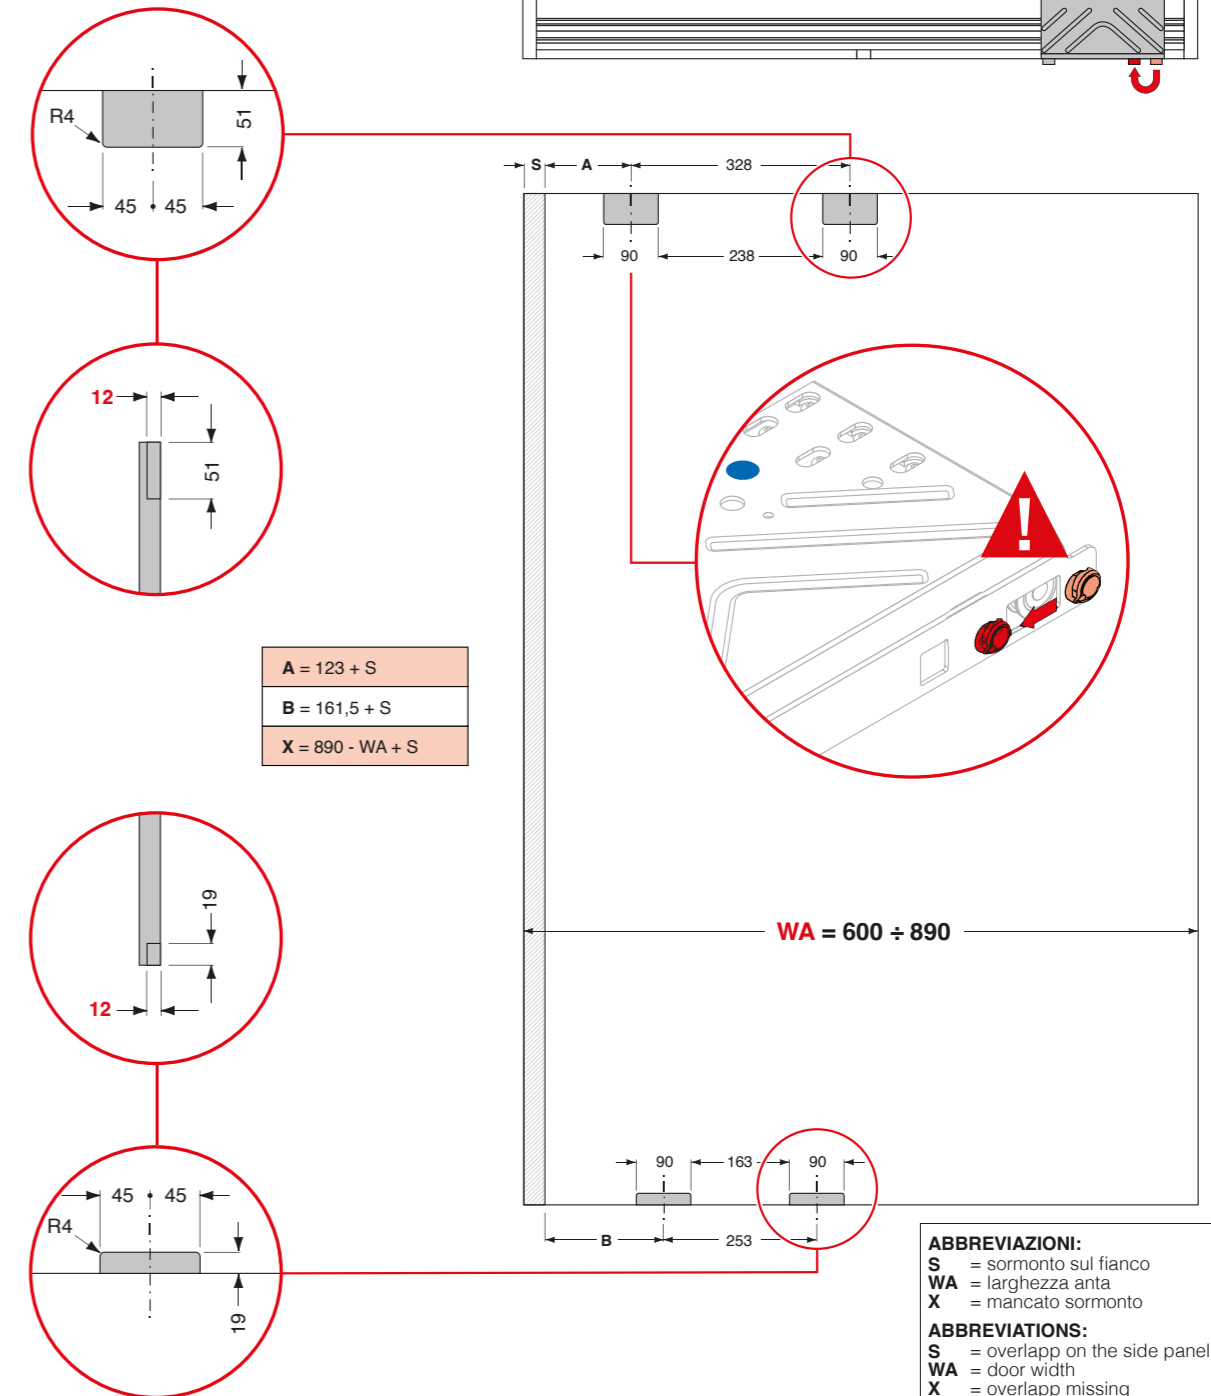 R4
51
45 45
S A 328
90 238 90
12
51
!
A = 123 + S
B = 161,5 + S
X = 890 - WA + S
19
12
WA = 600 ÷ 890
90 163 90
B 253
45 45
R4
19
ABBREVIAZIONI:
S = sormonto sul fianco
WA = larghezza anta
X = mancato sormonto
ABBREVIATIONS:
S = overlapp on the side panel
WA = door width
X = overlapp missing